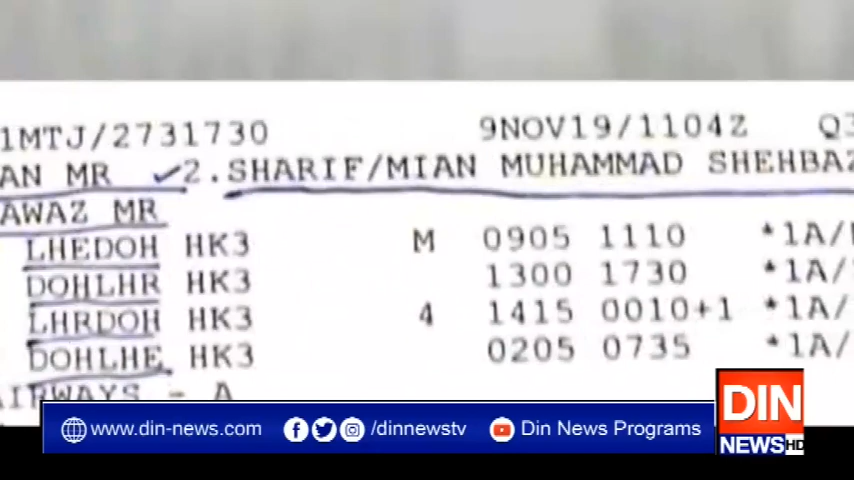 1MTJ/2731730 9NOV19/1104Z Q3
AN MR 2.SHARIF/MIAN MUHAMMAD SHEHBAZ
AWAZ MR
LHEDOH HK3 M 0905 1110 *1A/
DOHLHR HK3 1300 1730 *1A/
LHRDOH HK3 4 1415 0010+1 *1A/
DOHLHE HK3 0205 0735 *1A/
AIRWAYS - A
www.din-news.com /dinnewstv Din News Programs
DIN
NEWS HD